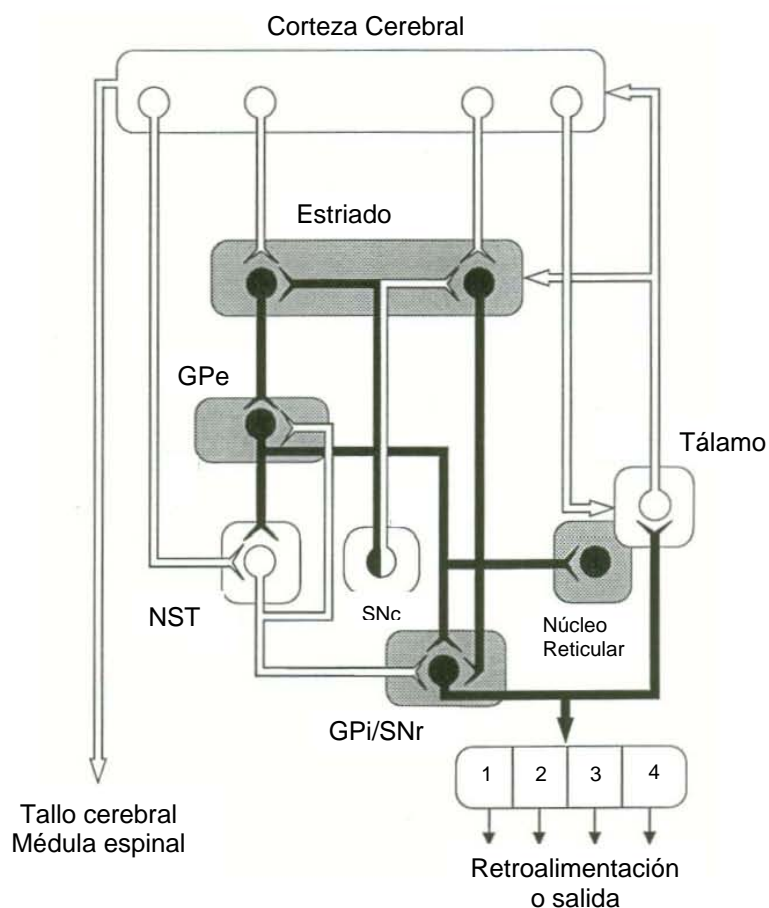 Corteza Cerebral
Estriado
GPe
Tálamo
NST
SNc
Núcleo
Reticular
GPi/SNr
1 2 3 4
Tallo cerebral
Médula espinal
Retroalimentación
o salida